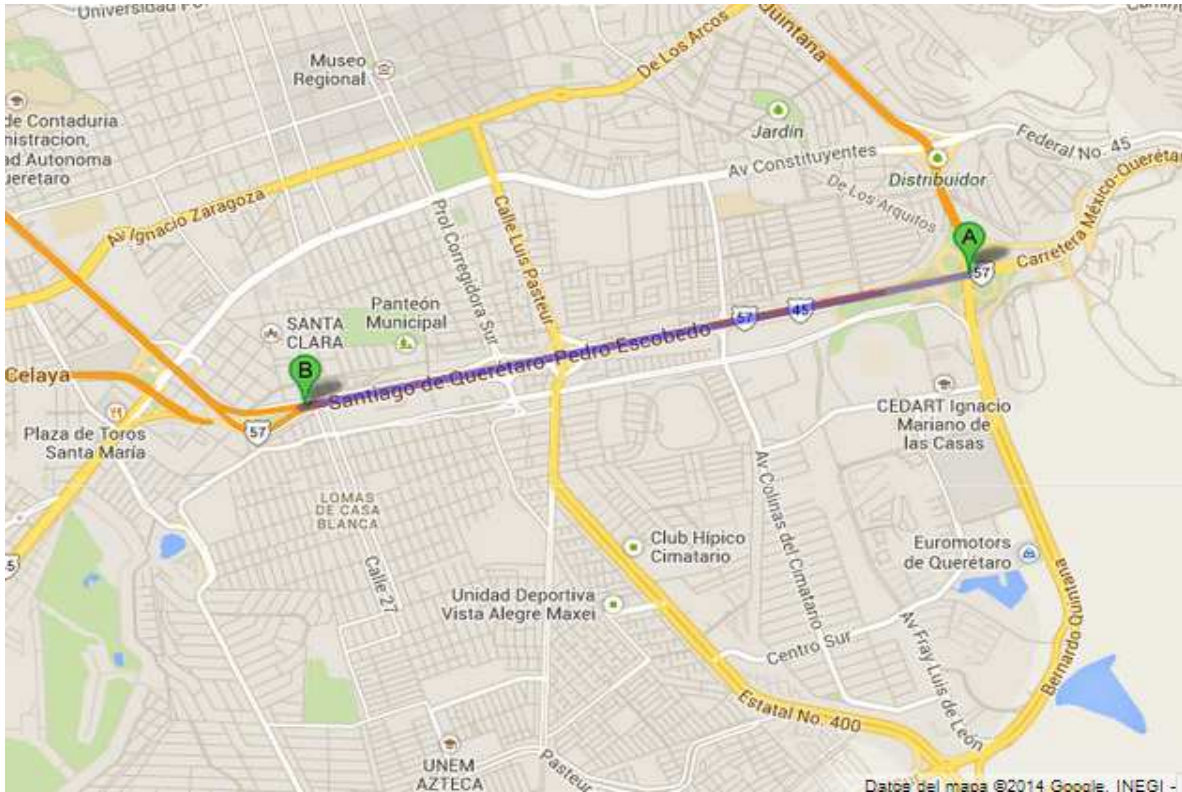 Universidad
Quintana
De Los Arcos
Museo
Regional
de Contaduria
nistracion,
ad Autonoma
ueretaro
Jardín
Federal No. 45
Av Constituyentes
Distribuidor
De Los Arquitos
Carretera México-Querétar
Av Ignacio Zaragoza
Prol Corregidora Sur
Calle Luis Pasteur
A
57
Panteón
Municipal
SANTA
CLARA
57
45
Celaya
B
Santiago de Querétaro-Pedro Escobedo
57
Plaza de Toros
Santa María
CEDART Ignacio
Mariano de
las Casas
LOMAS
DE CASA
BLANCA
Av Colinas del Cimatario
Club Hípico
Cimatario
Euromotors
de Querétaro
5
Calle 27
Unidad Deportiva
Vista Alegre Maxei
Centro Sur
Av Fray Luis de León
Bernardo Quintana
Estatal No. 400
UNEM
AZTECA
Pasteur
Datos del mapa ©2014 Google, INEGI -